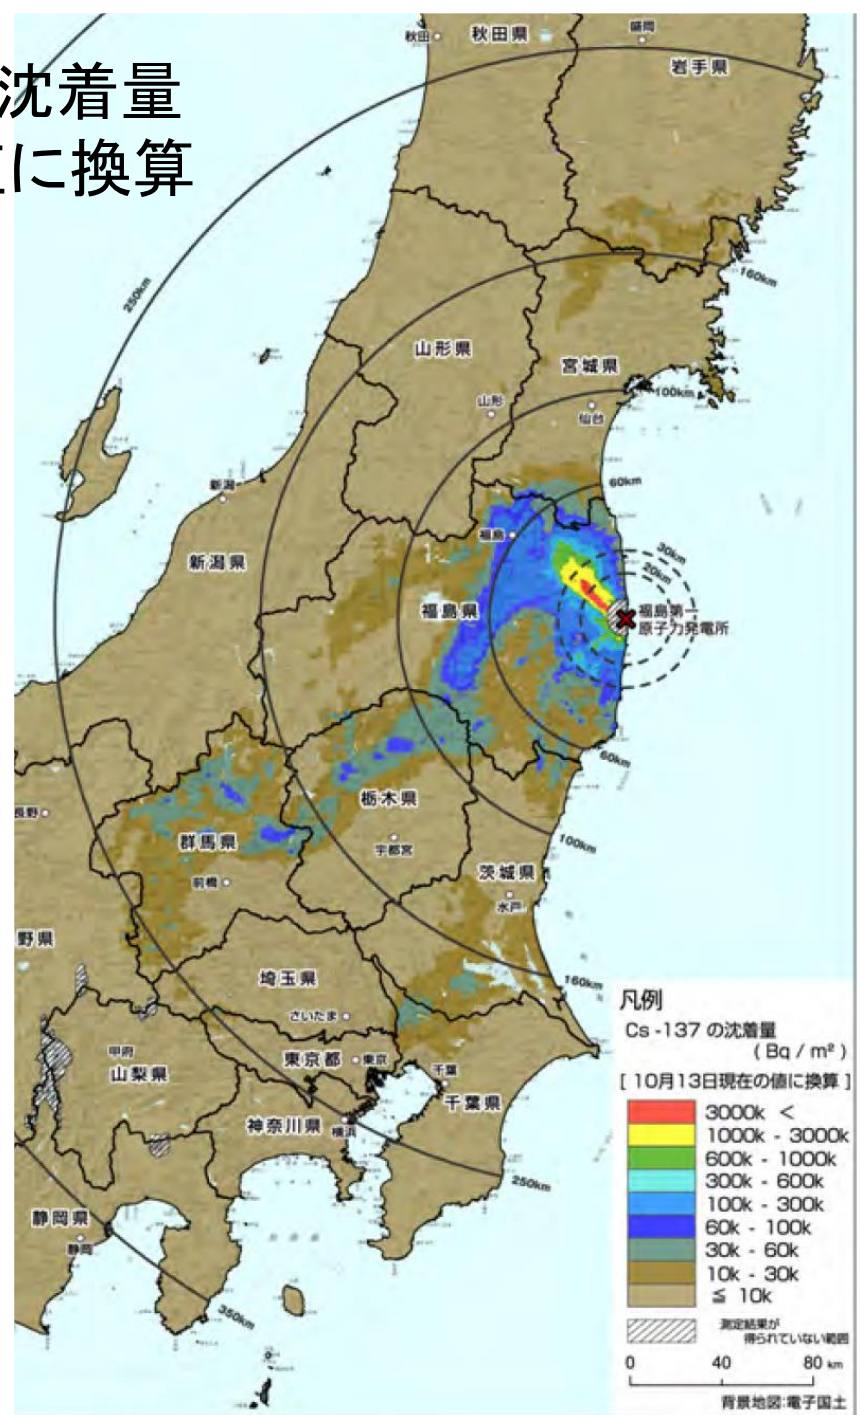 沈着量
に換算
秋田
秋田県
盛岡
岩手県
250km
160km
山形県
宮城県
山形
仙台
100km
60km
新潟
新潟県
福島
30km
20km
福島県
福島第一
原子力発電所
60km
栃木県
長野
群馬県
宇都宮
100km
前橋
茨城県
水戸
野県
埼玉県
160km
さいたま
甲府
山梨県
東京都
東京
千葉
千葉県
神奈川県
横浜
250km
静岡県
静岡
350km
凡例
Cs -137 の沈着量
( Bq / m² )
[ 10月13日現在の値に換算 ]
3000k <
1000k - 3000k
600k - 1000k
300k - 600k
100k - 300k
60k - 100k
30k - 60k
10k - 30k
≦ 10k
測定結果が
得られていない範囲
0 40 80 km
背景地図:電子国土